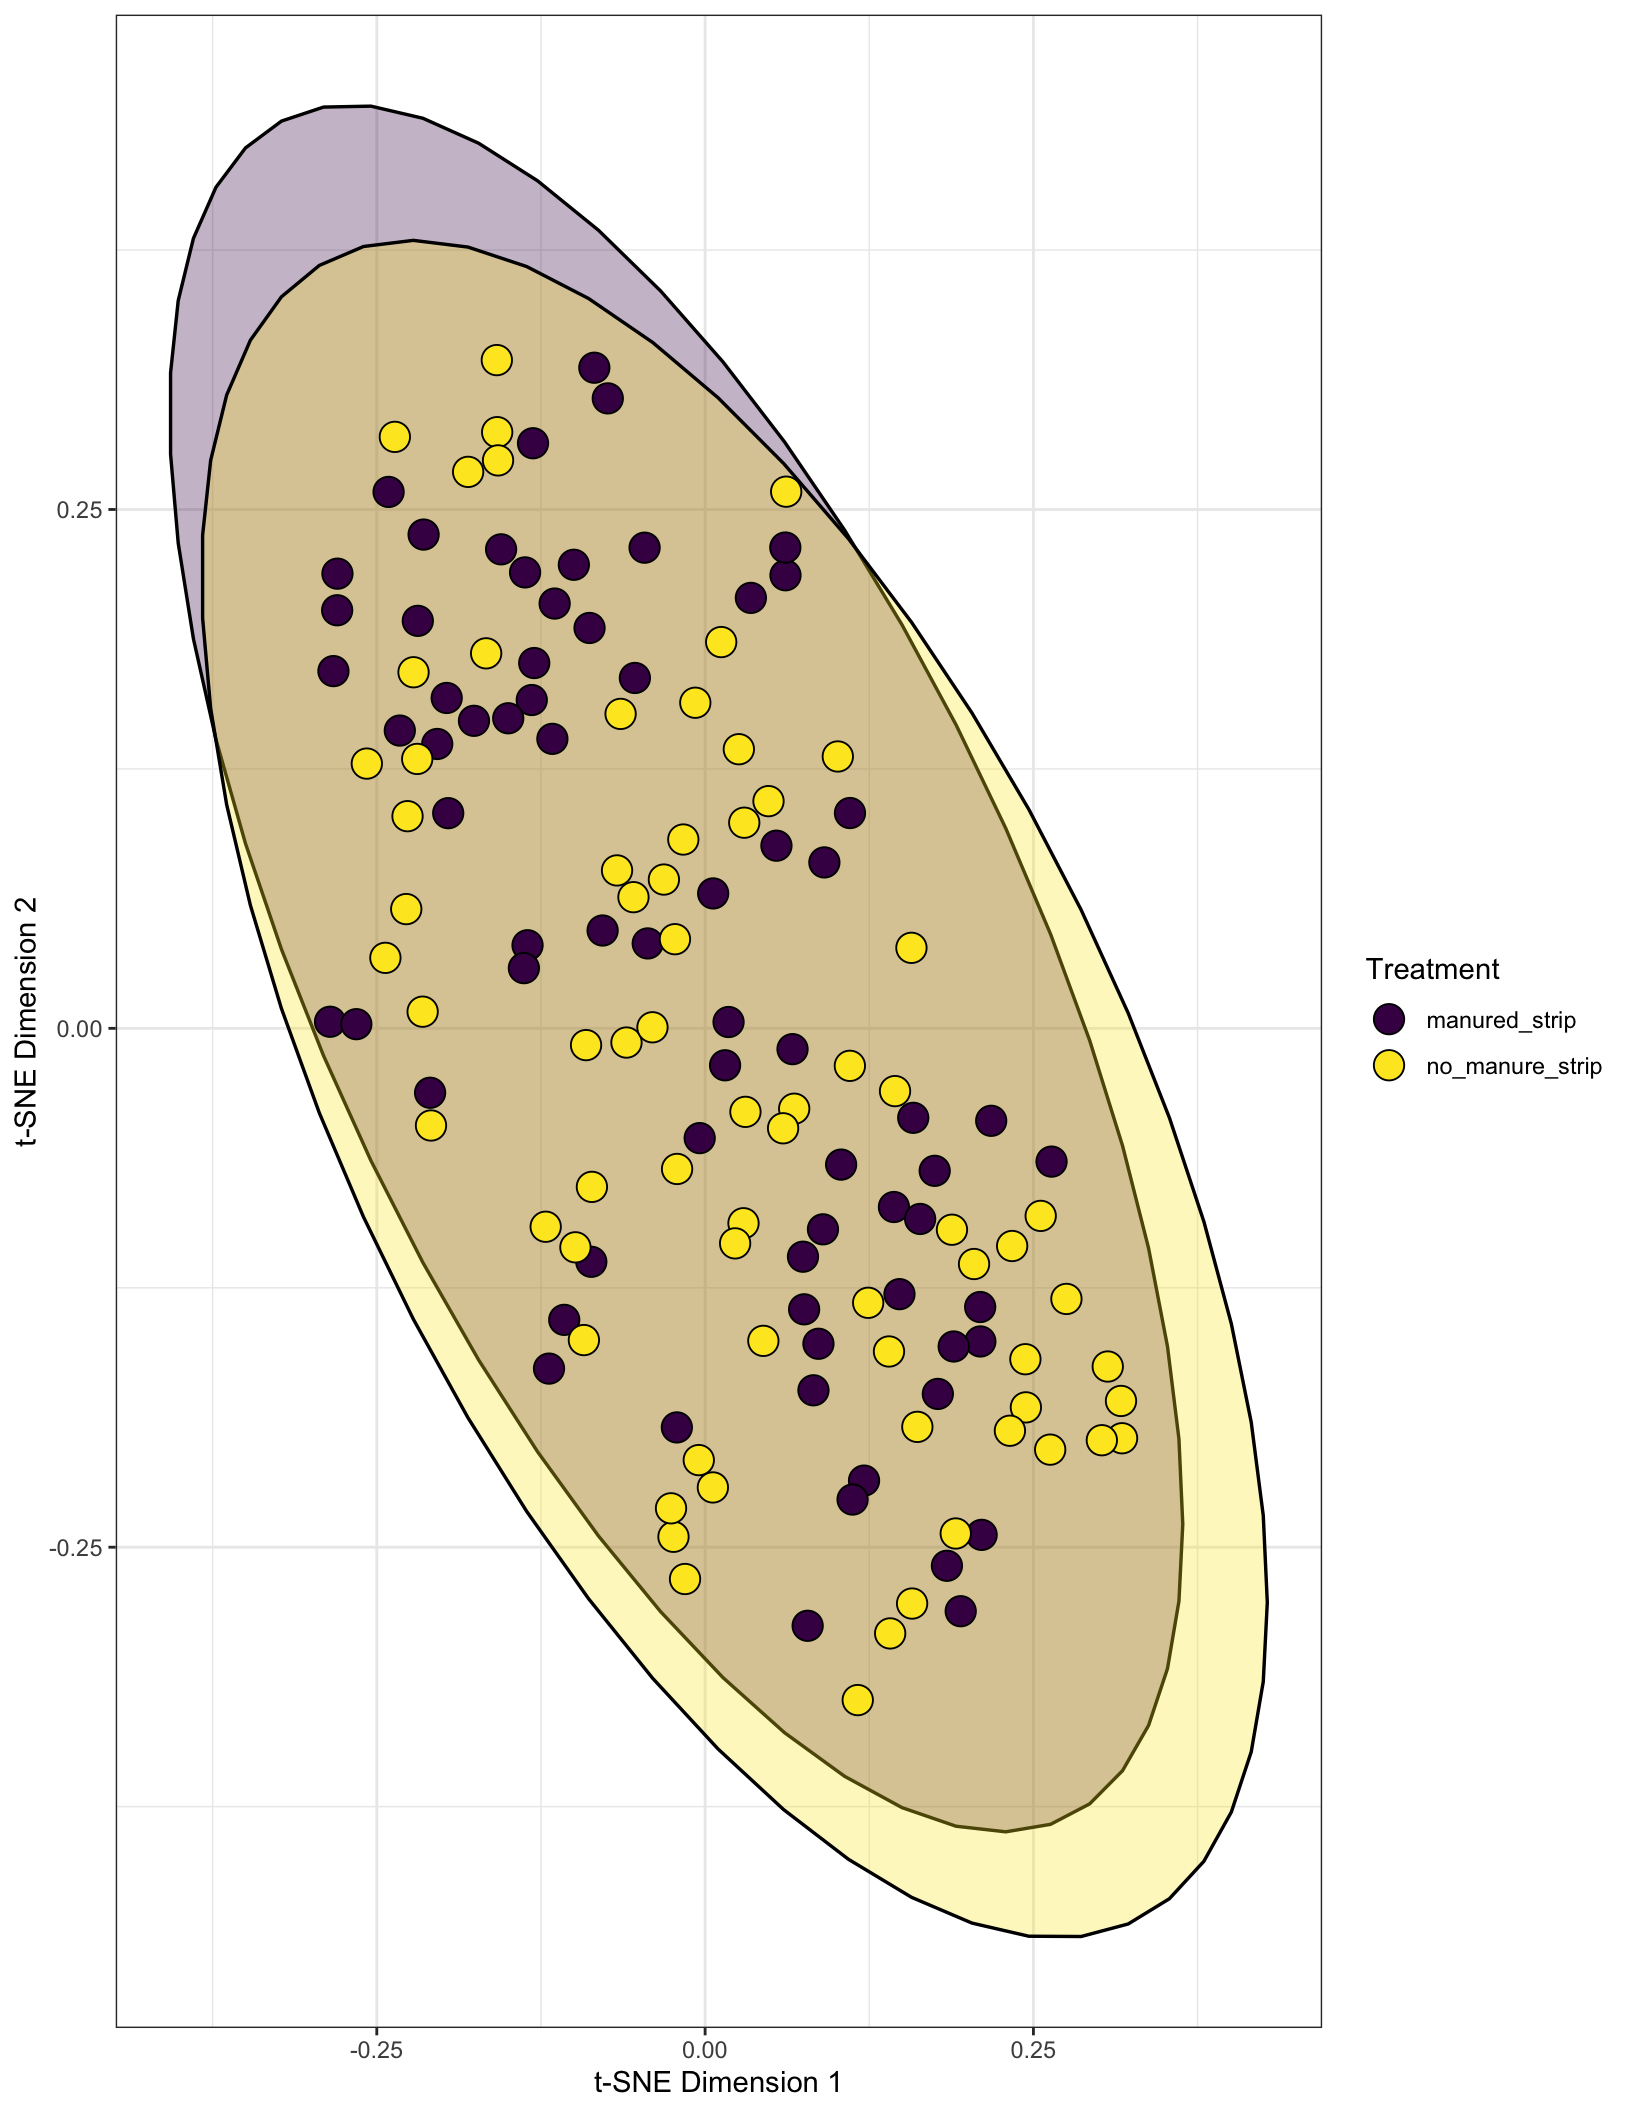 0.25
0.00
-0.25
t-SNE Dimension 2
-0.25
0.00
0.25
t-SNE Dimension 1
Treatment
manured_strip
no_manure_strip